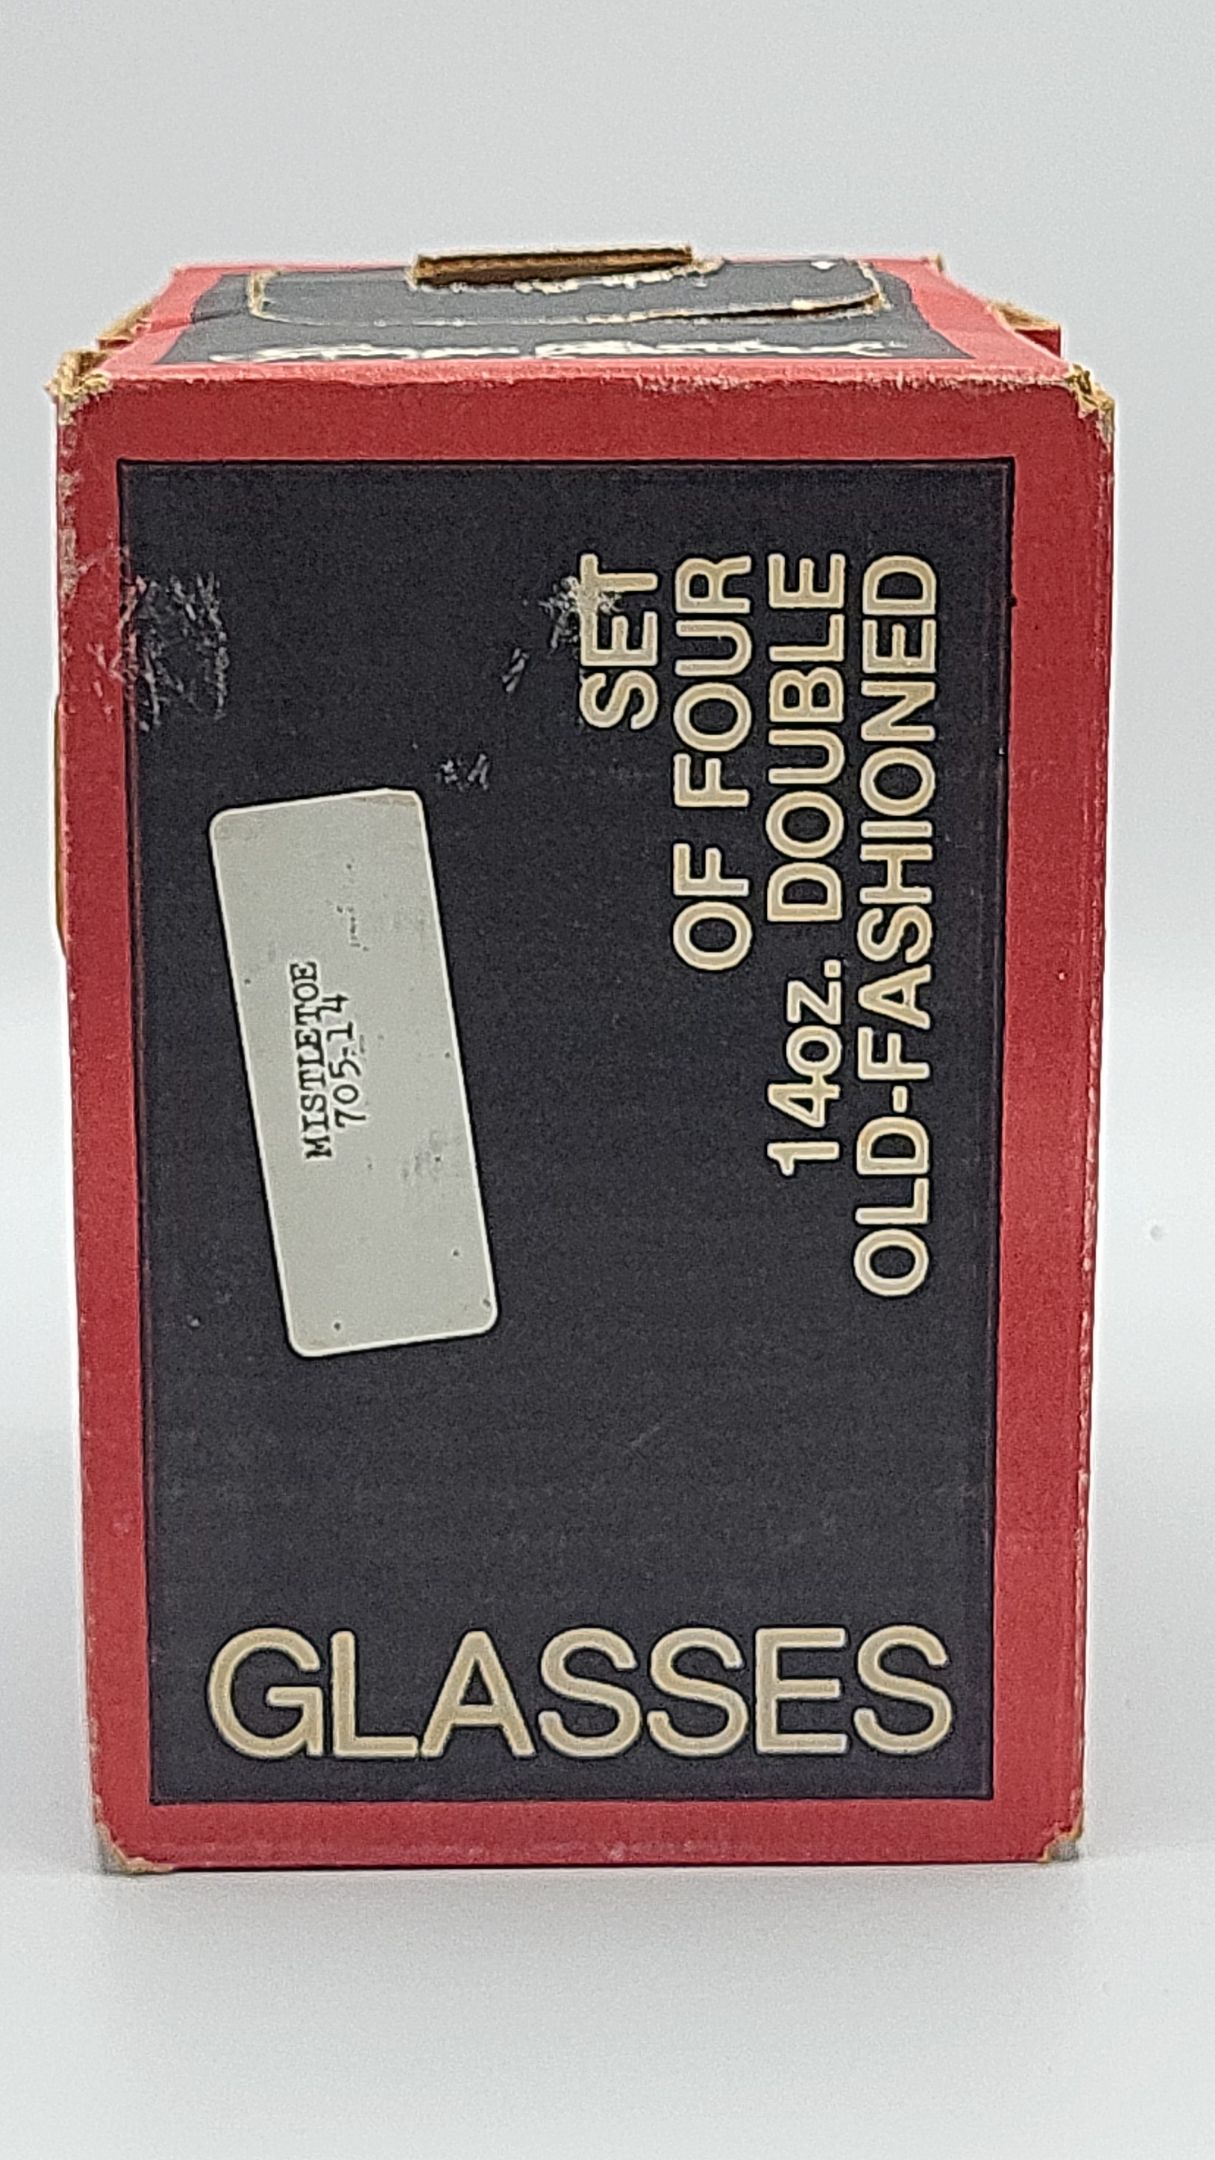 SET
OF FOUR
14oz. DOUBLE
OLD-FASHIONED
MISTLETOE
705-14
GLASSES